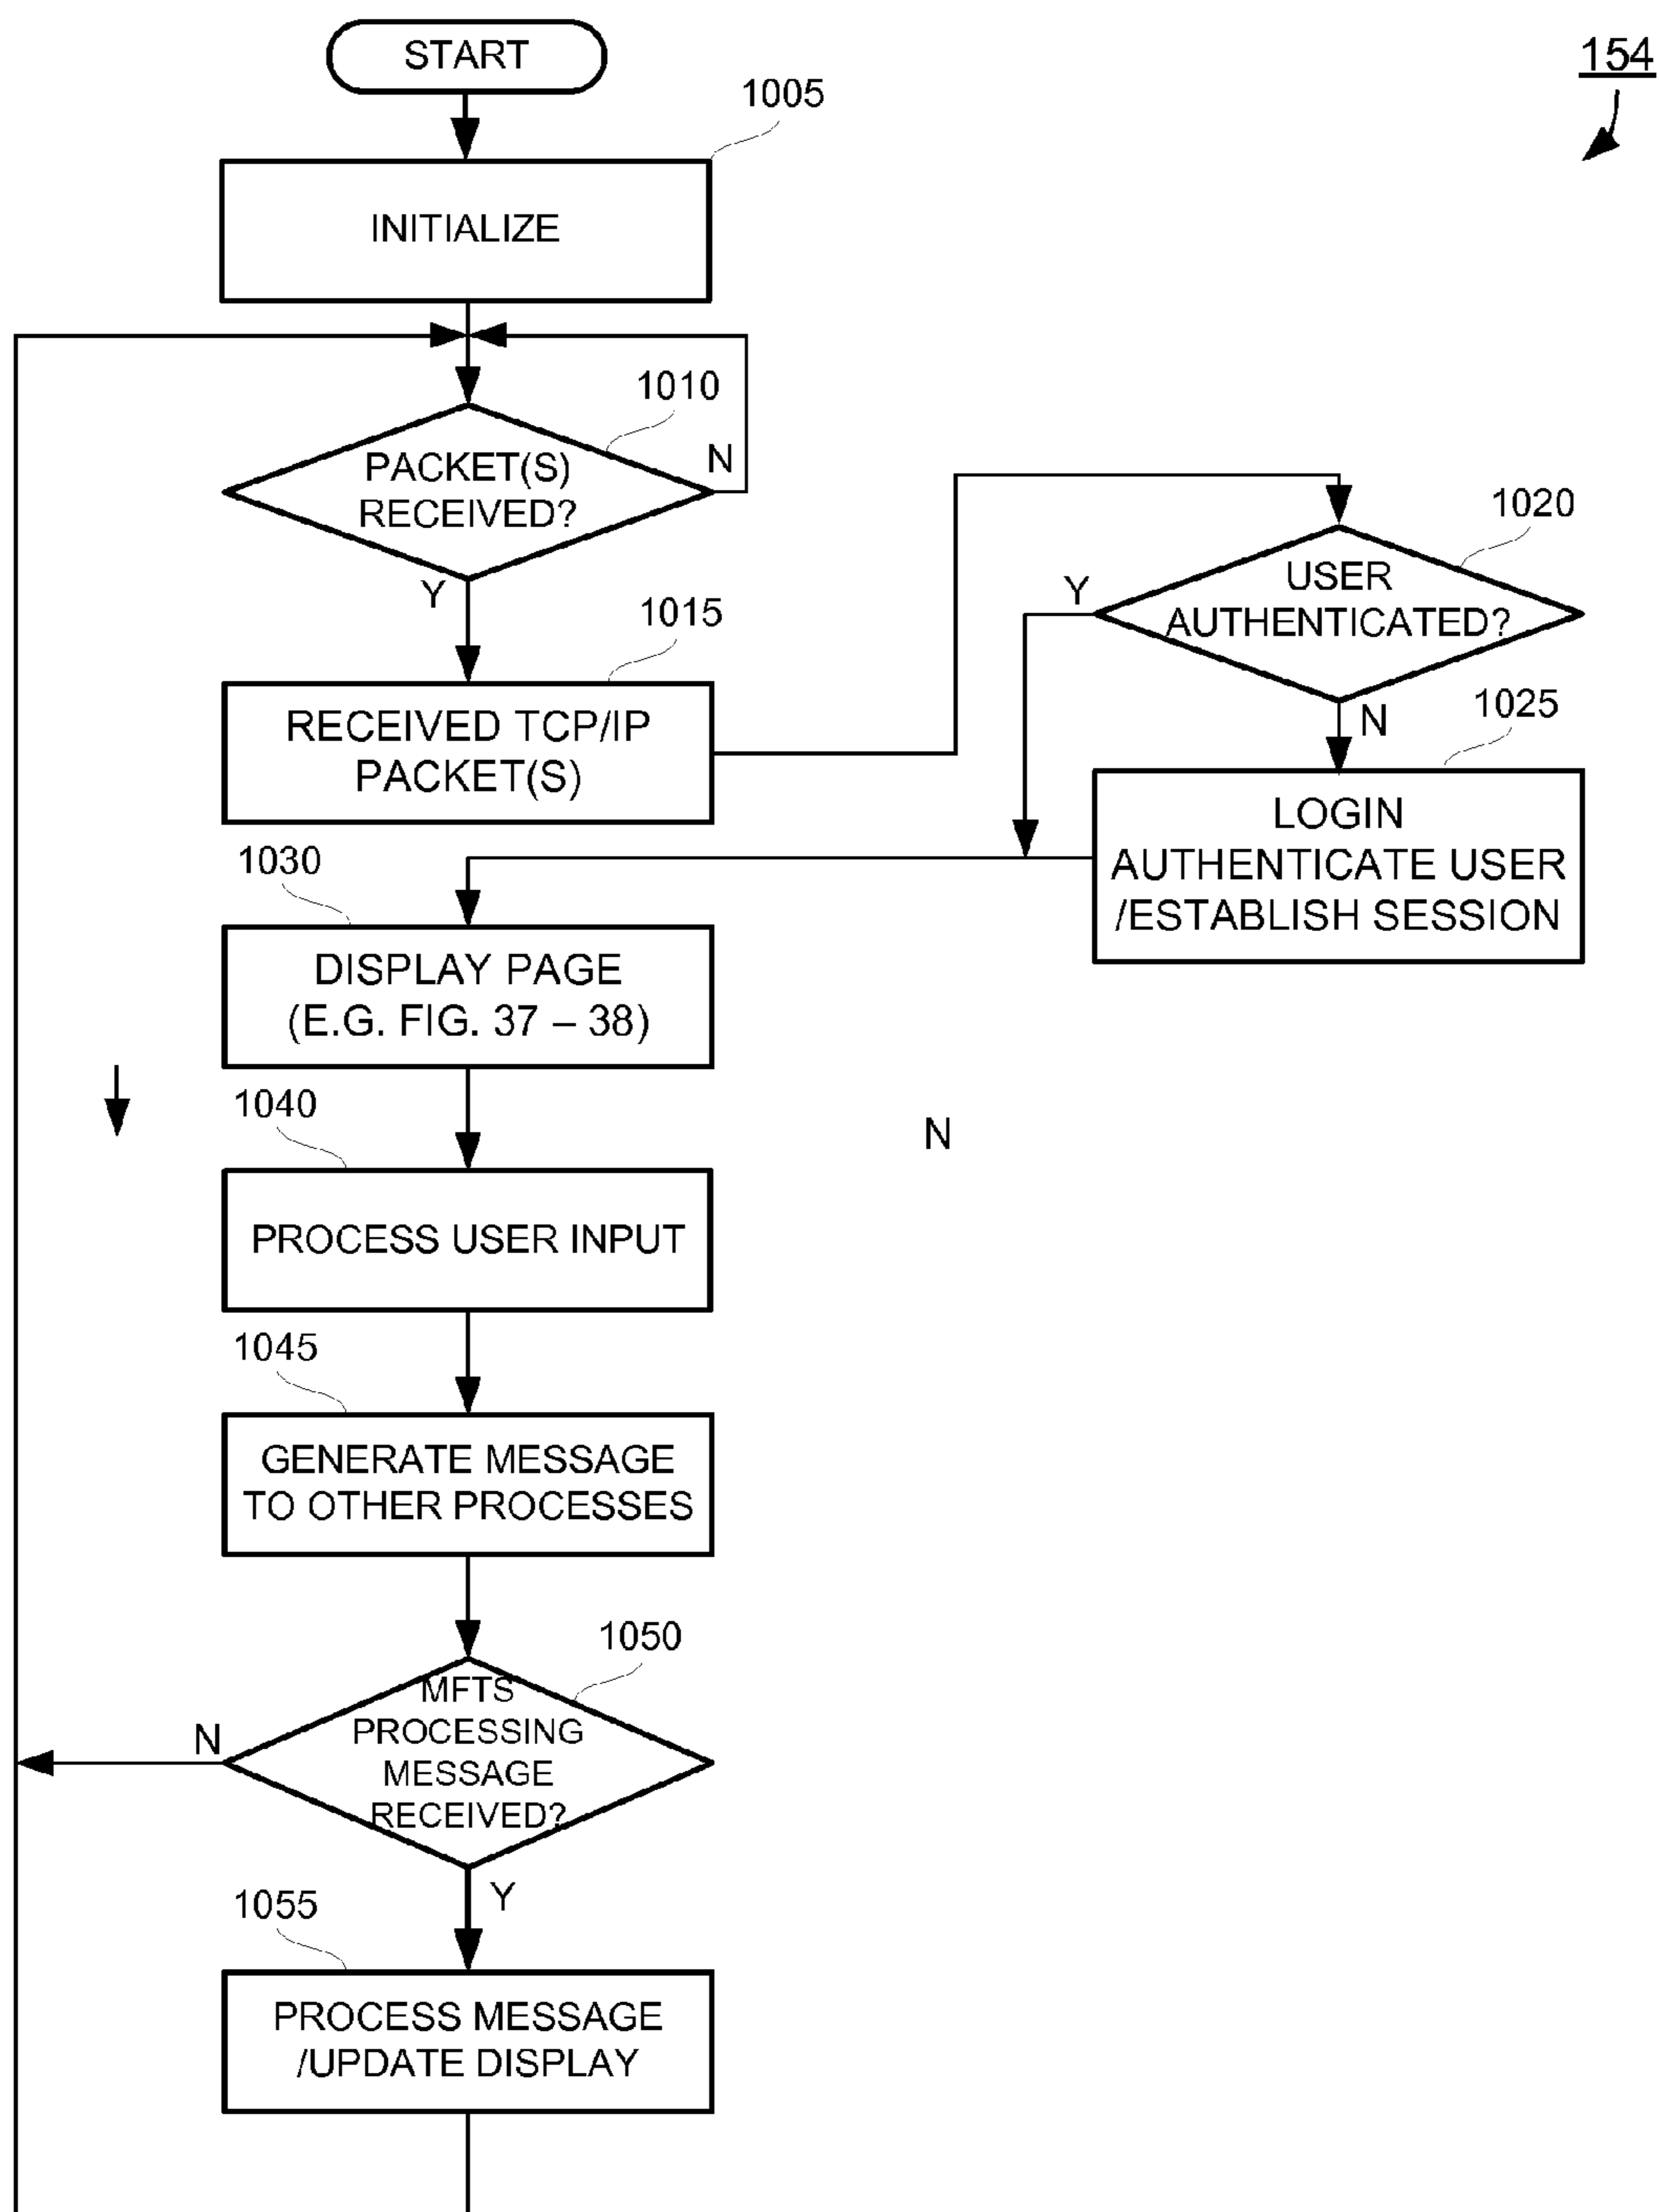 START
154
1005
INITIALIZE
1010
PACKET(S)
RECEIVED?
N
Y
1020
USER
AUTHENTICATED?
Y
N
1015
RECEIVED TCP/IP
PACKET(S)
1025
LOGIN
AUTHENTICATE USER
/ESTABLISH SESSION
1030
DISPLAY PAGE
(E.G. FIG. 37 – 38)
1040
N
PROCESS USER INPUT
1045
GENERATE MESSAGE
TO OTHER PROCESSES
1050
MFTS
PROCESSING
MESSAGE
RECEIVED?
N
Y
1055
PROCESS MESSAGE
/UPDATE DISPLAY